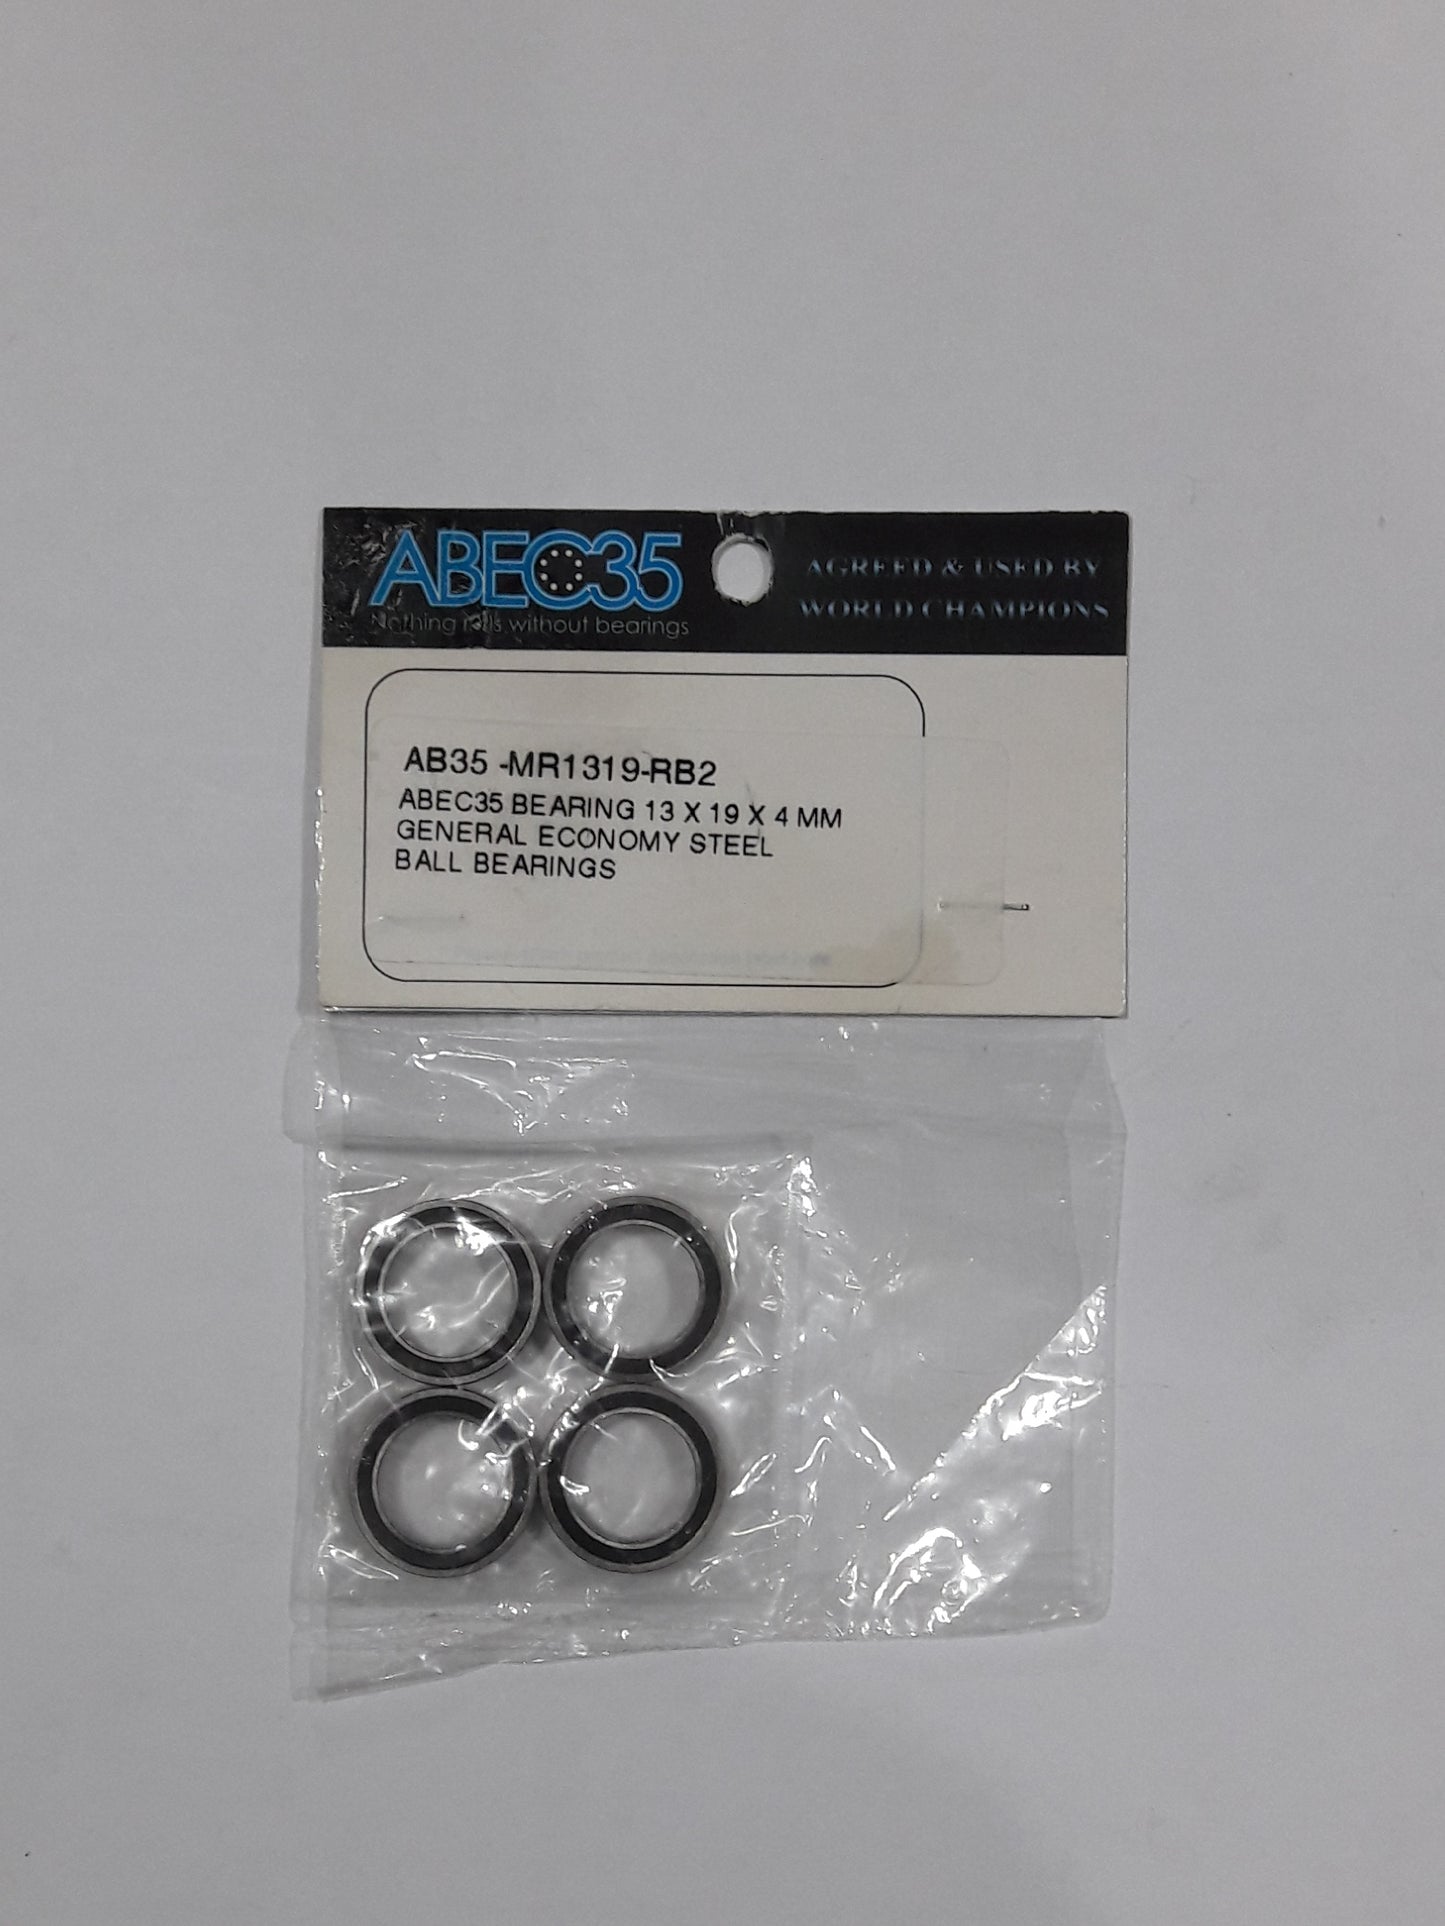 ABEC35
Nothing rolls without bearings
AGREED & USED BY
WORLD CHAMPIONS
AB35 -MR1319-RB2
ABEC35 BEARING 13 X 19 X 4 MM
GENERAL ECONOMY STEEL
BALL BEARINGS